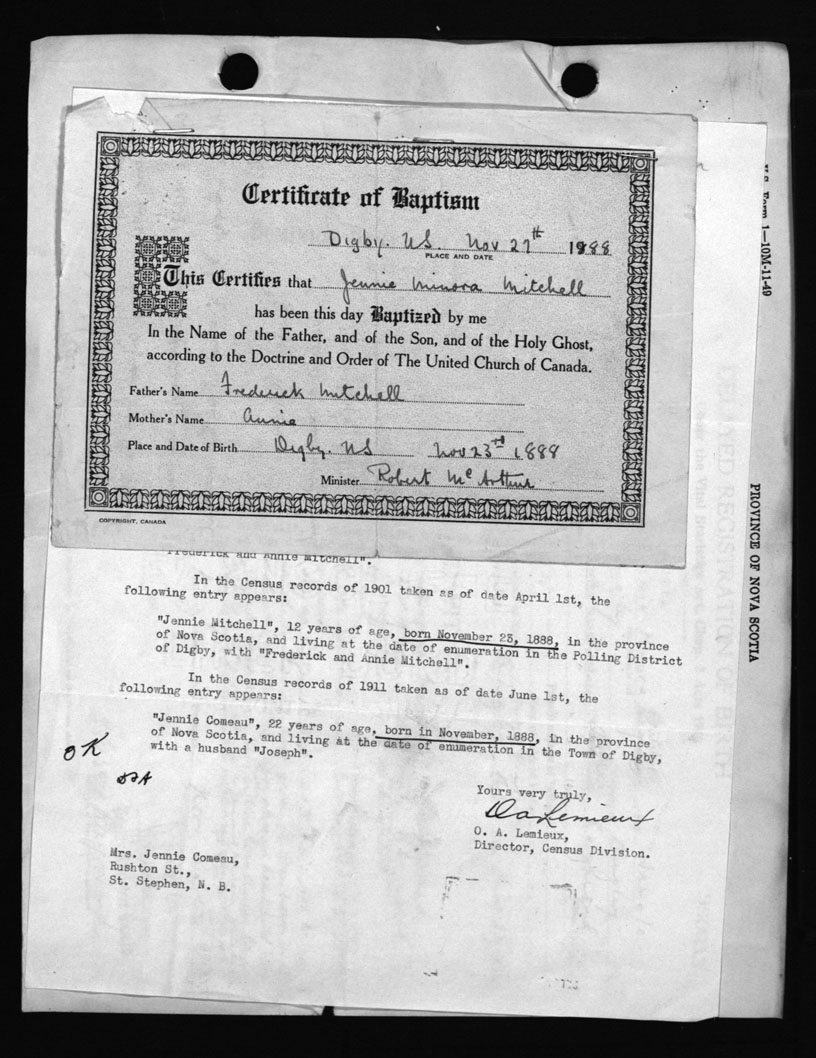 Certificate of Baptism
Digby. N.S. Nov 27th 1988
PLACE AND DATE
This Certifies that Jennie Minora Mitchell
has been this day Baptized by me
In the Name of the Father, and of the Son, and of the Holy Ghost,
according to the Doctrine and Order of The United Church of Canada.
Father's Name Frederick Mitchell
Mother's Name Annie
Place and Date of Birth Digby, NS Nov 23rd 1888
Minister Robert McArthur
COPYRIGHT, CANADA
"Frederick and Annie Mitchell".
In the Census records of 1901 taken as of date April 1st, the
following entry appears:
"Jennie Mitchell", 12 years of age, born November 23, 1888, in the province
of Nova Scotia, and living at the date of enumeration in the Polling District
of Digby, with "Frederick and Annie Mitchell".
In the Census records of 1911 taken as of date June 1st, the
following entry appears:
"Jennie Comeau", 22 years of age, born in November, 1888, in the province
of Nova Scotia, and living at the date of enumeration in the Town of Digby,
with a husband "Joseph".
OK
Yours very truly,
O A Lemieux
O. A. Lemieux,
Director, Census Division.
Mrs. Jennie Comeau,
Rushton St.,
St. Stephen, N. B.
Form 1—10M-11-49
PROVINCE OF NOVA SCOTIA